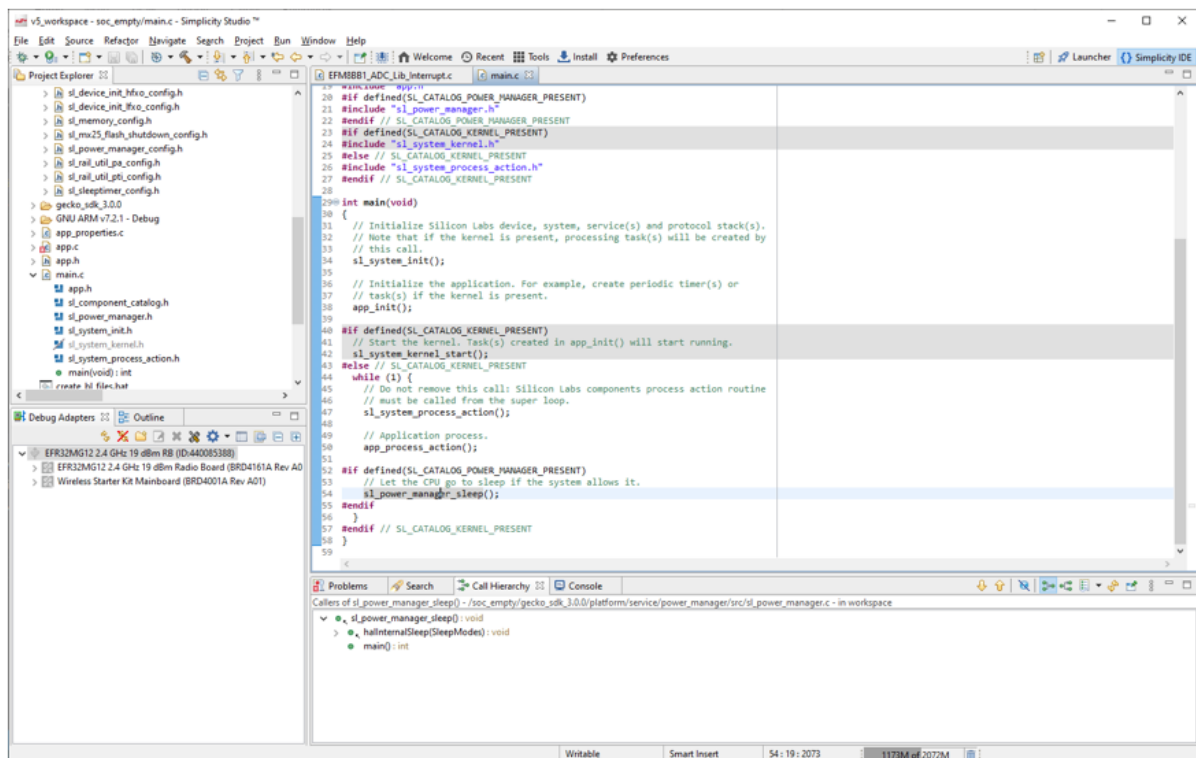 v5_workspace - soc_empty/main.c - Simplicity Studio ™
File Edit Source Refactor Navigate Search Project Run Window Help
Welcome Recent Tools Install Preferences Launcher Simplicity IDE
Project Explorer
sl_device_init_hfxo_config.h
sl_device_init_lfxo_config.h
sl_memory_config.h
sl_mx25_flash_shutdown_config.h
sl_power_manager_config.h
sl_rail_util_pa_config.h
sl_rail_util_pti_config.h
sl_sleeptimer_config.h
gecko_sdk_3.0.0
GNU ARM v7.2.1 - Debug
app_properties.c
app.c
app.h
main.c
app.h
sl_component_catalog.h
sl_power_manager.h
sl_system_init.h
sl_system_kernel.h
sl_system_process_action.h
main(void) : int
create_bl_files.bat
Debug Adapters Outline
EFR32MG12 2.4 GHz 19 dBm RB (ID:440085388)
EFR32MG12 2.4 GHz 19 dBm Radio Board (BRD4161A Rev A0
Wireless Starter Kit Mainboard (BRD4001A Rev A01)
EFM8BB1_ADC_Lib_Interrupt.c main.c
19 #include "app.h"
20 #if defined(SL_CATALOG_POWER_MANAGER_PRESENT)
21 #include "sl_power_manager.h"
22 #endif // SL_CATALOG_POWER_MANAGER_PRESENT
23 #if defined(SL_CATALOG_KERNEL_PRESENT)
24 #include "sl_system_kernel.h"
25 #else // SL_CATALOG_KERNEL_PRESENT
26 #include "sl_system_process_action.h"
27 #endif // SL_CATALOG_KERNEL_PRESENT
28
29 int main(void)
30 {
31 // Initialize Silicon Labs device, system, service(s) and protocol stack(s).
32 // Note that if the kernel is present, processing task(s) will be created by
33 // this call.
34 sl_system_init();
35
36 // Initialize the application. For example, create periodic timer(s) or
37 // task(s) if the kernel is present.
38 app_init();
39
40 #if defined(SL_CATALOG_KERNEL_PRESENT)
41 // Start the kernel. Task(s) created in app_init() will start running.
42 sl_system_kernel_start();
43 #else // SL_CATALOG_KERNEL_PRESENT
44 while (1) {
45 // Do not remove this call: Silicon Labs components process action routine
46 // must be called from the super loop.
47 sl_system_process_action();
48
49 // Application process.
50 app_process_action();
51
52 #if defined(SL_CATALOG_POWER_MANAGER_PRESENT)
53 // Let the CPU go to sleep if the system allows it.
54 sl_power_manager_sleep();
55 #endif
56 }
57 #endif // SL_CATALOG_KERNEL_PRESENT
58 }
59
Problems Search Call Hierarchy Console
Callers of sl_power_manager_sleep() - /soc_empty/gecko_sdk_3.0.0/platform/service/power_manager/src/sl_power_manager.c - in workspace
sl_power_manager_sleep() : void
halInternalSleep(SleepModes) : void
main() : int
Writable Smart Insert 54 : 19 : 2073 1173M of 2072M